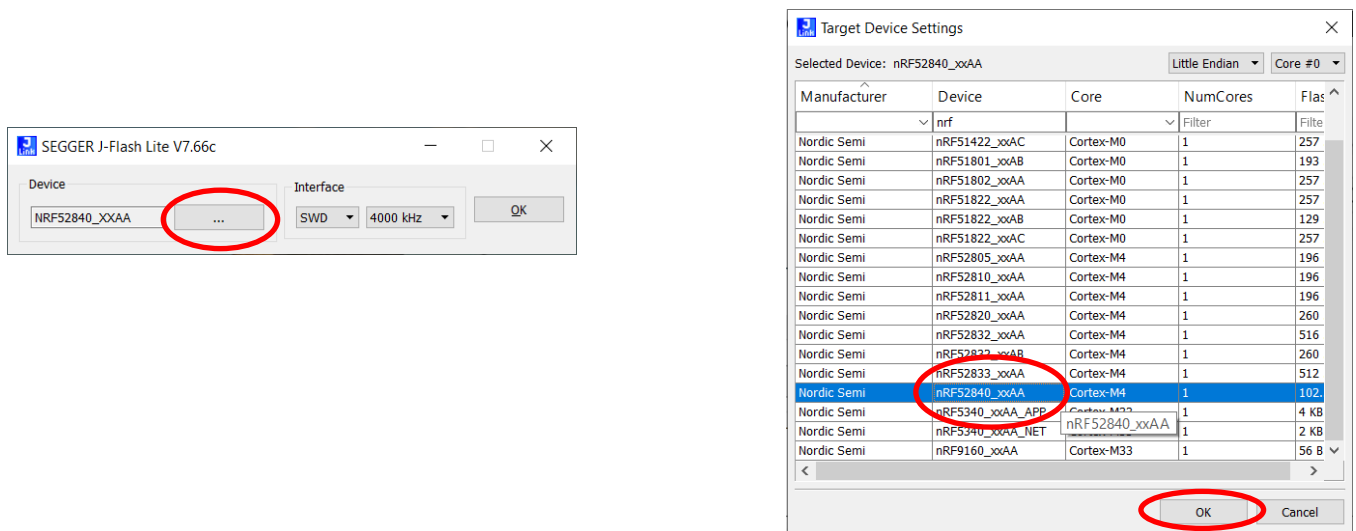 SEGGER J-Flash Lite V7.66c
Device
Interface
NRF52840_XXAA
...
SWD
4000 kHz
OK
Target Device Settings
Selected Device: nRF52840_xxAA
Little Endian
Core #0
Manufacturer Device Core NumCores Flas
nrf Filter Filte
Nordic Semi nRF51422_xxAC Cortex-M0 1 257
Nordic Semi nRF51801_xxAB Cortex-M0 1 193
Nordic Semi nRF51802_xxAA Cortex-M0 1 257
Nordic Semi nRF51822_xxAA Cortex-M0 1 257
Nordic Semi nRF51822_xxAB Cortex-M0 1 129
Nordic Semi nRF51822_xxAC Cortex-M0 1 257
Nordic Semi nRF52805_xxAA Cortex-M4 1 196
Nordic Semi nRF52810_xxAA Cortex-M4 1 196
Nordic Semi nRF52811_xxAA Cortex-M4 1 196
Nordic Semi nRF52820_xxAA Cortex-M4 1 260
Nordic Semi nRF52832_xxAA Cortex-M4 1 516
Nordic Semi nRF52832_xxAB Cortex-M4 1 260
Nordic Semi nRF52833_xxAA Cortex-M4 1 512
Nordic Semi nRF52840_xxAA Cortex-M4 1 102.
Nordic Semi nRF5340_xxAA_APP 1 4 KB
nRF52840_xxAA
Nordic Semi nRF5340_xxAA_NET 1 2 KB
Nordic Semi nRF9160_xxAA Cortex-M33 1 56 B
OK
Cancel